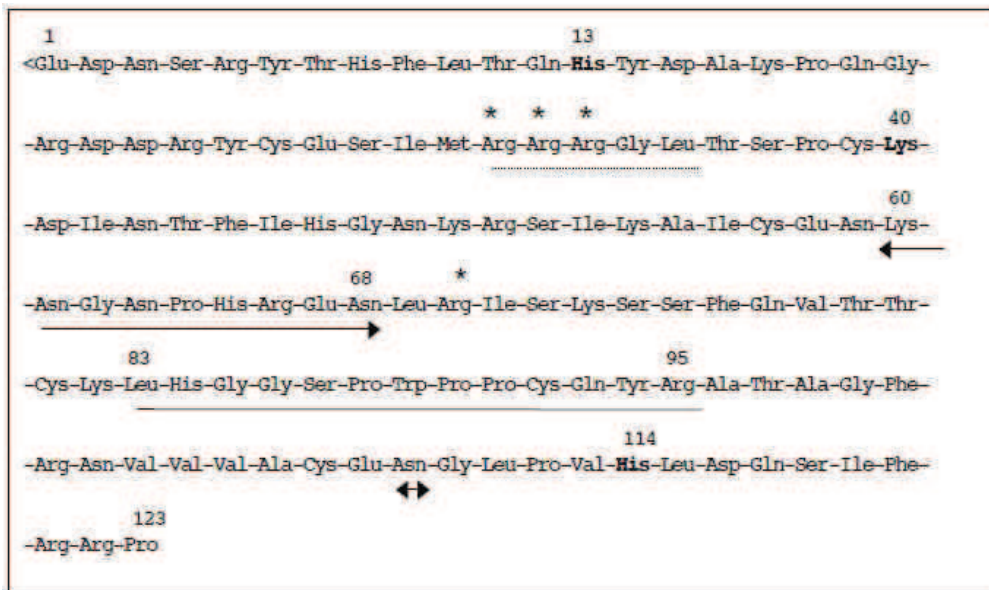 1 13
<Glu-Asp-Asn-Ser-Arg-Tyr-Thr-His-Phe-Leu-Thr-Gln-His-Tyr-Asp-Ala-Lys-Pro-Gln-Gly-
* * *
40
-Arg-Asp-Asp-Arg-Tyr-Cys-Glu-Ser-Ile-Met-Arg-Arg-Arg-Gly-Leu-Thr-Ser-Pro-Cys-Lys-
60
-Asp-Ile-Asn-Thr-Phe-Ile-His-Gly-Asn-Lys-Arg-Ser-Ile-Lys-Ala-Ile-Cys-Glu-Asn-Lys-
68 *
-Asn-Gly-Asn-Pro-His-Arg-Glu-Asn-Leu-Arg-Ile-Ser-Lys-Ser-Ser-Phe-Gln-Val-Thr-Thr-
83 95
-Cys-Lys-Leu-His-Gly-Gly-Ser-Pro-Trp-Pro-Pro-Cys-Gln-Tyr-Arg-Ala-Thr-Ala-Gly-Phe-
114
-Arg-Asn-Val-Val-Val-Ala-Cys-Glu-Asn-Gly-Leu-Pro-Val-His-Leu-Asp-Gln-Ser-Ile-Phe-
123
-Arg-Arg-Pro